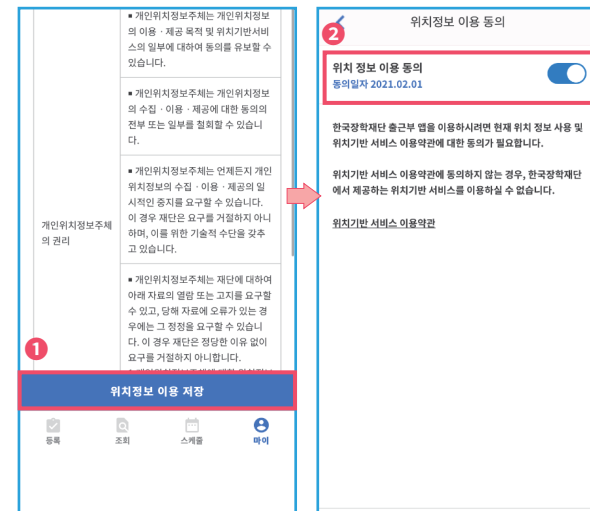 ■ 개인위치정보주체는 개인위치정보
의 이용 · 제공 목적 및 위치기반서비
스의 일부에 대하여 동의를 유보할 수
있습니다.
■ 개인위치정보주체는 개인위치정보
의 수집 · 이용 · 제공에 대한 동의의
전부 또는 일부를 철회할 수 있습니
다.
개인위치정보주체
의 권리
■ 개인위치정보주체는 언제든지 개인
위치정보의 수집 · 이용 · 제공의 일
시적인 중지를 요구할 수 있습니다.
이 경우 재단은 요구를 거절하지 아니
하며, 이를 위한 기술적 수단을 갖추
고 있습니다.
■ 개인위치정보주체는 재단에 대하여
아래 자료의 열람 또는 고지를 요구할
수 있고, 당해 자료에 오류가 있는 경
우에는 그 정정을 요구할 수 있습니
다. 이 경우 재단은 정당한 이유 없이
요구를 거절하지 아니합니다.
1
위치정보 이용 저장
등록
조회
스케줄
마이
2
위치정보 이용 동의
위치 정보 이용 동의
동의일자 2021.02.01
한국장학재단 출근부 앱을 이용하시려면 현재 위치 정보 사용 및
위치기반 서비스 이용약관에 대한 동의가 필요합니다.
위치기반 서비스 이용약관에 동의하지 않는 경우, 한국장학재단
에서 제공하는 위치기반 서비스를 이용하실 수 없습니다.
위치기반 서비스 이용약관